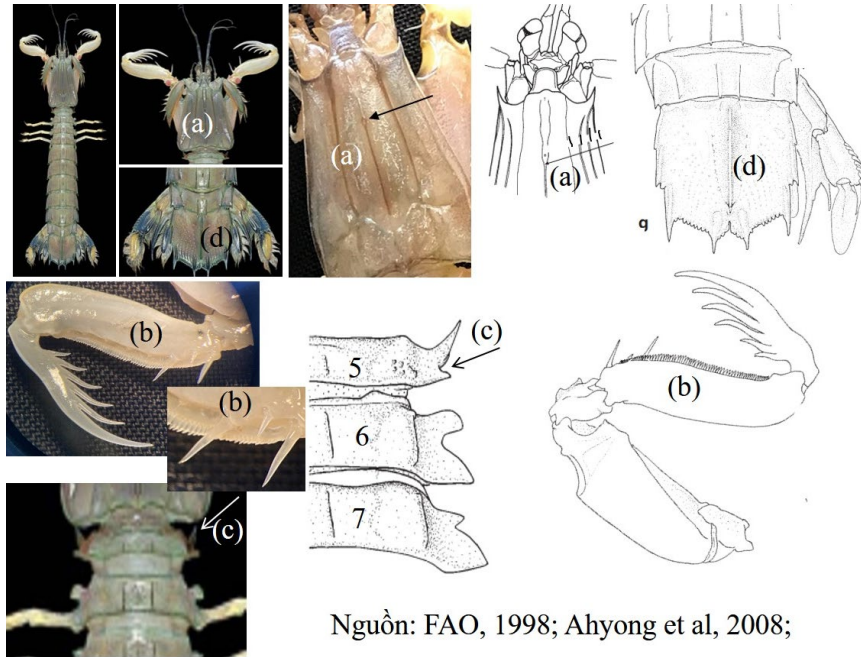 (a)
(d)
(a)
(a)
(d)
q
(b)
(b)
(c)
5
6
7
(c)
(b)
Nguồn: FAO, 1998; Ahyong et al, 2008;